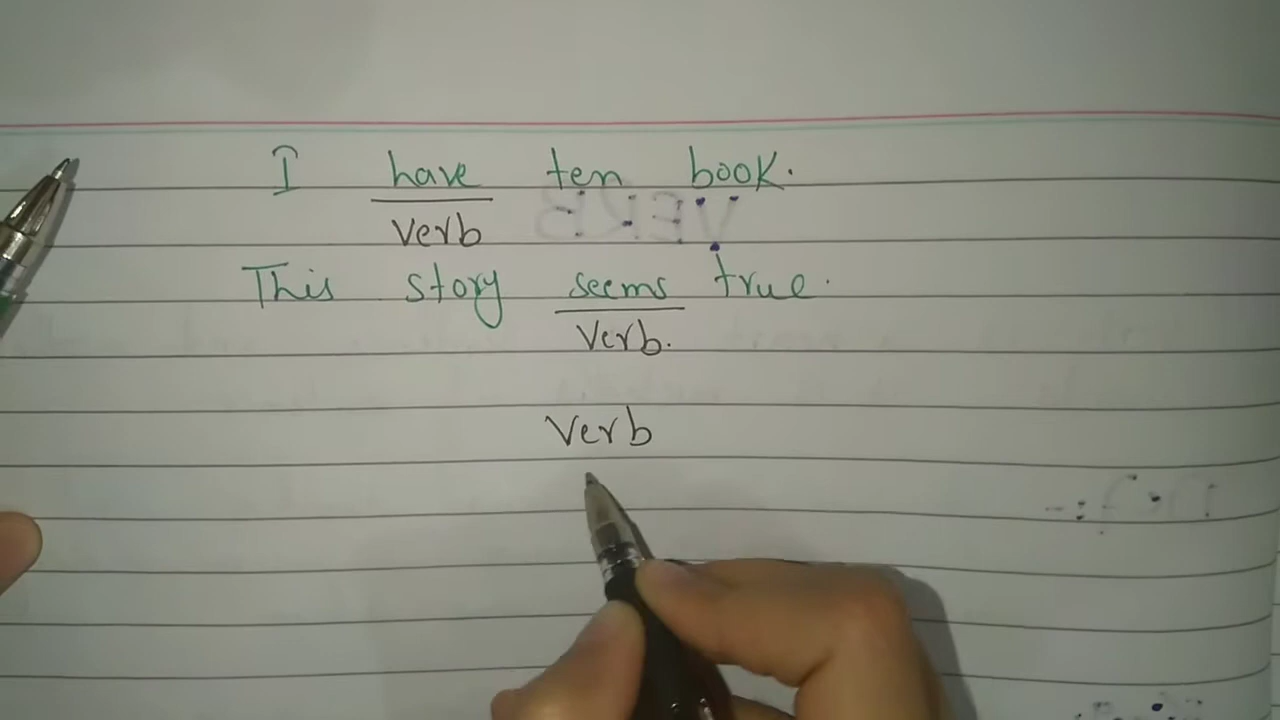 I have ten book.
verb
This story seems true.
Verb.
Verb